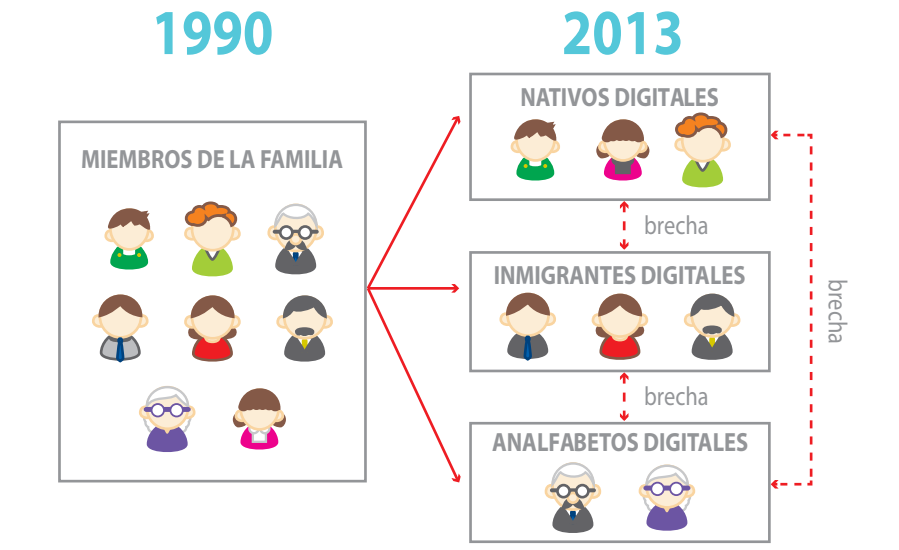 1990
2013
MIEMBROS DE LA FAMILIA
NATIVOS DIGITALES
brecha
INMIGRANTES DIGITALES
brecha
ANALFABETOS DIGITALES
brecha